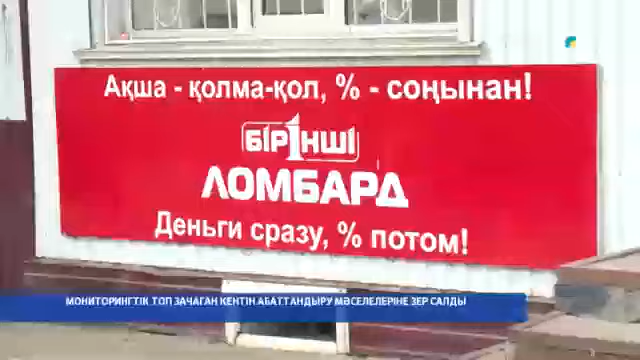 Ақша - қолма-қол, % - соңынан!
БІР1НШІ
ЛОМБАРД
Деньги сразу, % потом!
МОНИТОРИНГТІК ТОП ЗАЧАГАН КЕНТІН АБАТТАНДЫРУ МӘСЕЛЕЛЕРІНЕ ЗЕР САЛДЫ